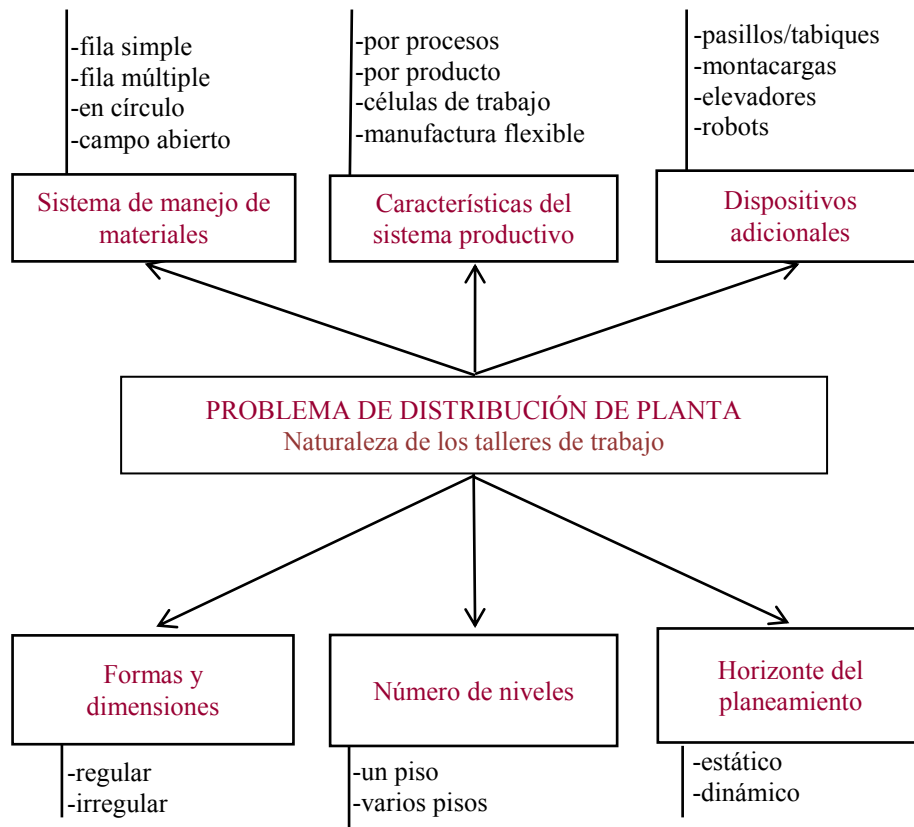 -fila simple
-fila múltiple
-en círculo
-campo abierto
Sistema de manejo de
materiales
-por procesos
-por producto
-células de trabajo
-manufactura flexible
Características del
sistema productivo
-pasillos/tabiques
-montacargas
-elevadores
-robots
Dispositivos
adicionales
PROBLEMA DE DISTRIBUCIÓN DE PLANTA
Naturaleza de los talleres de trabajo
Formas y
dimensiones
-regular
-irregular
Número de niveles
-un piso
-varios pisos
Horizonte del
planeamiento
-estático
-dinámico